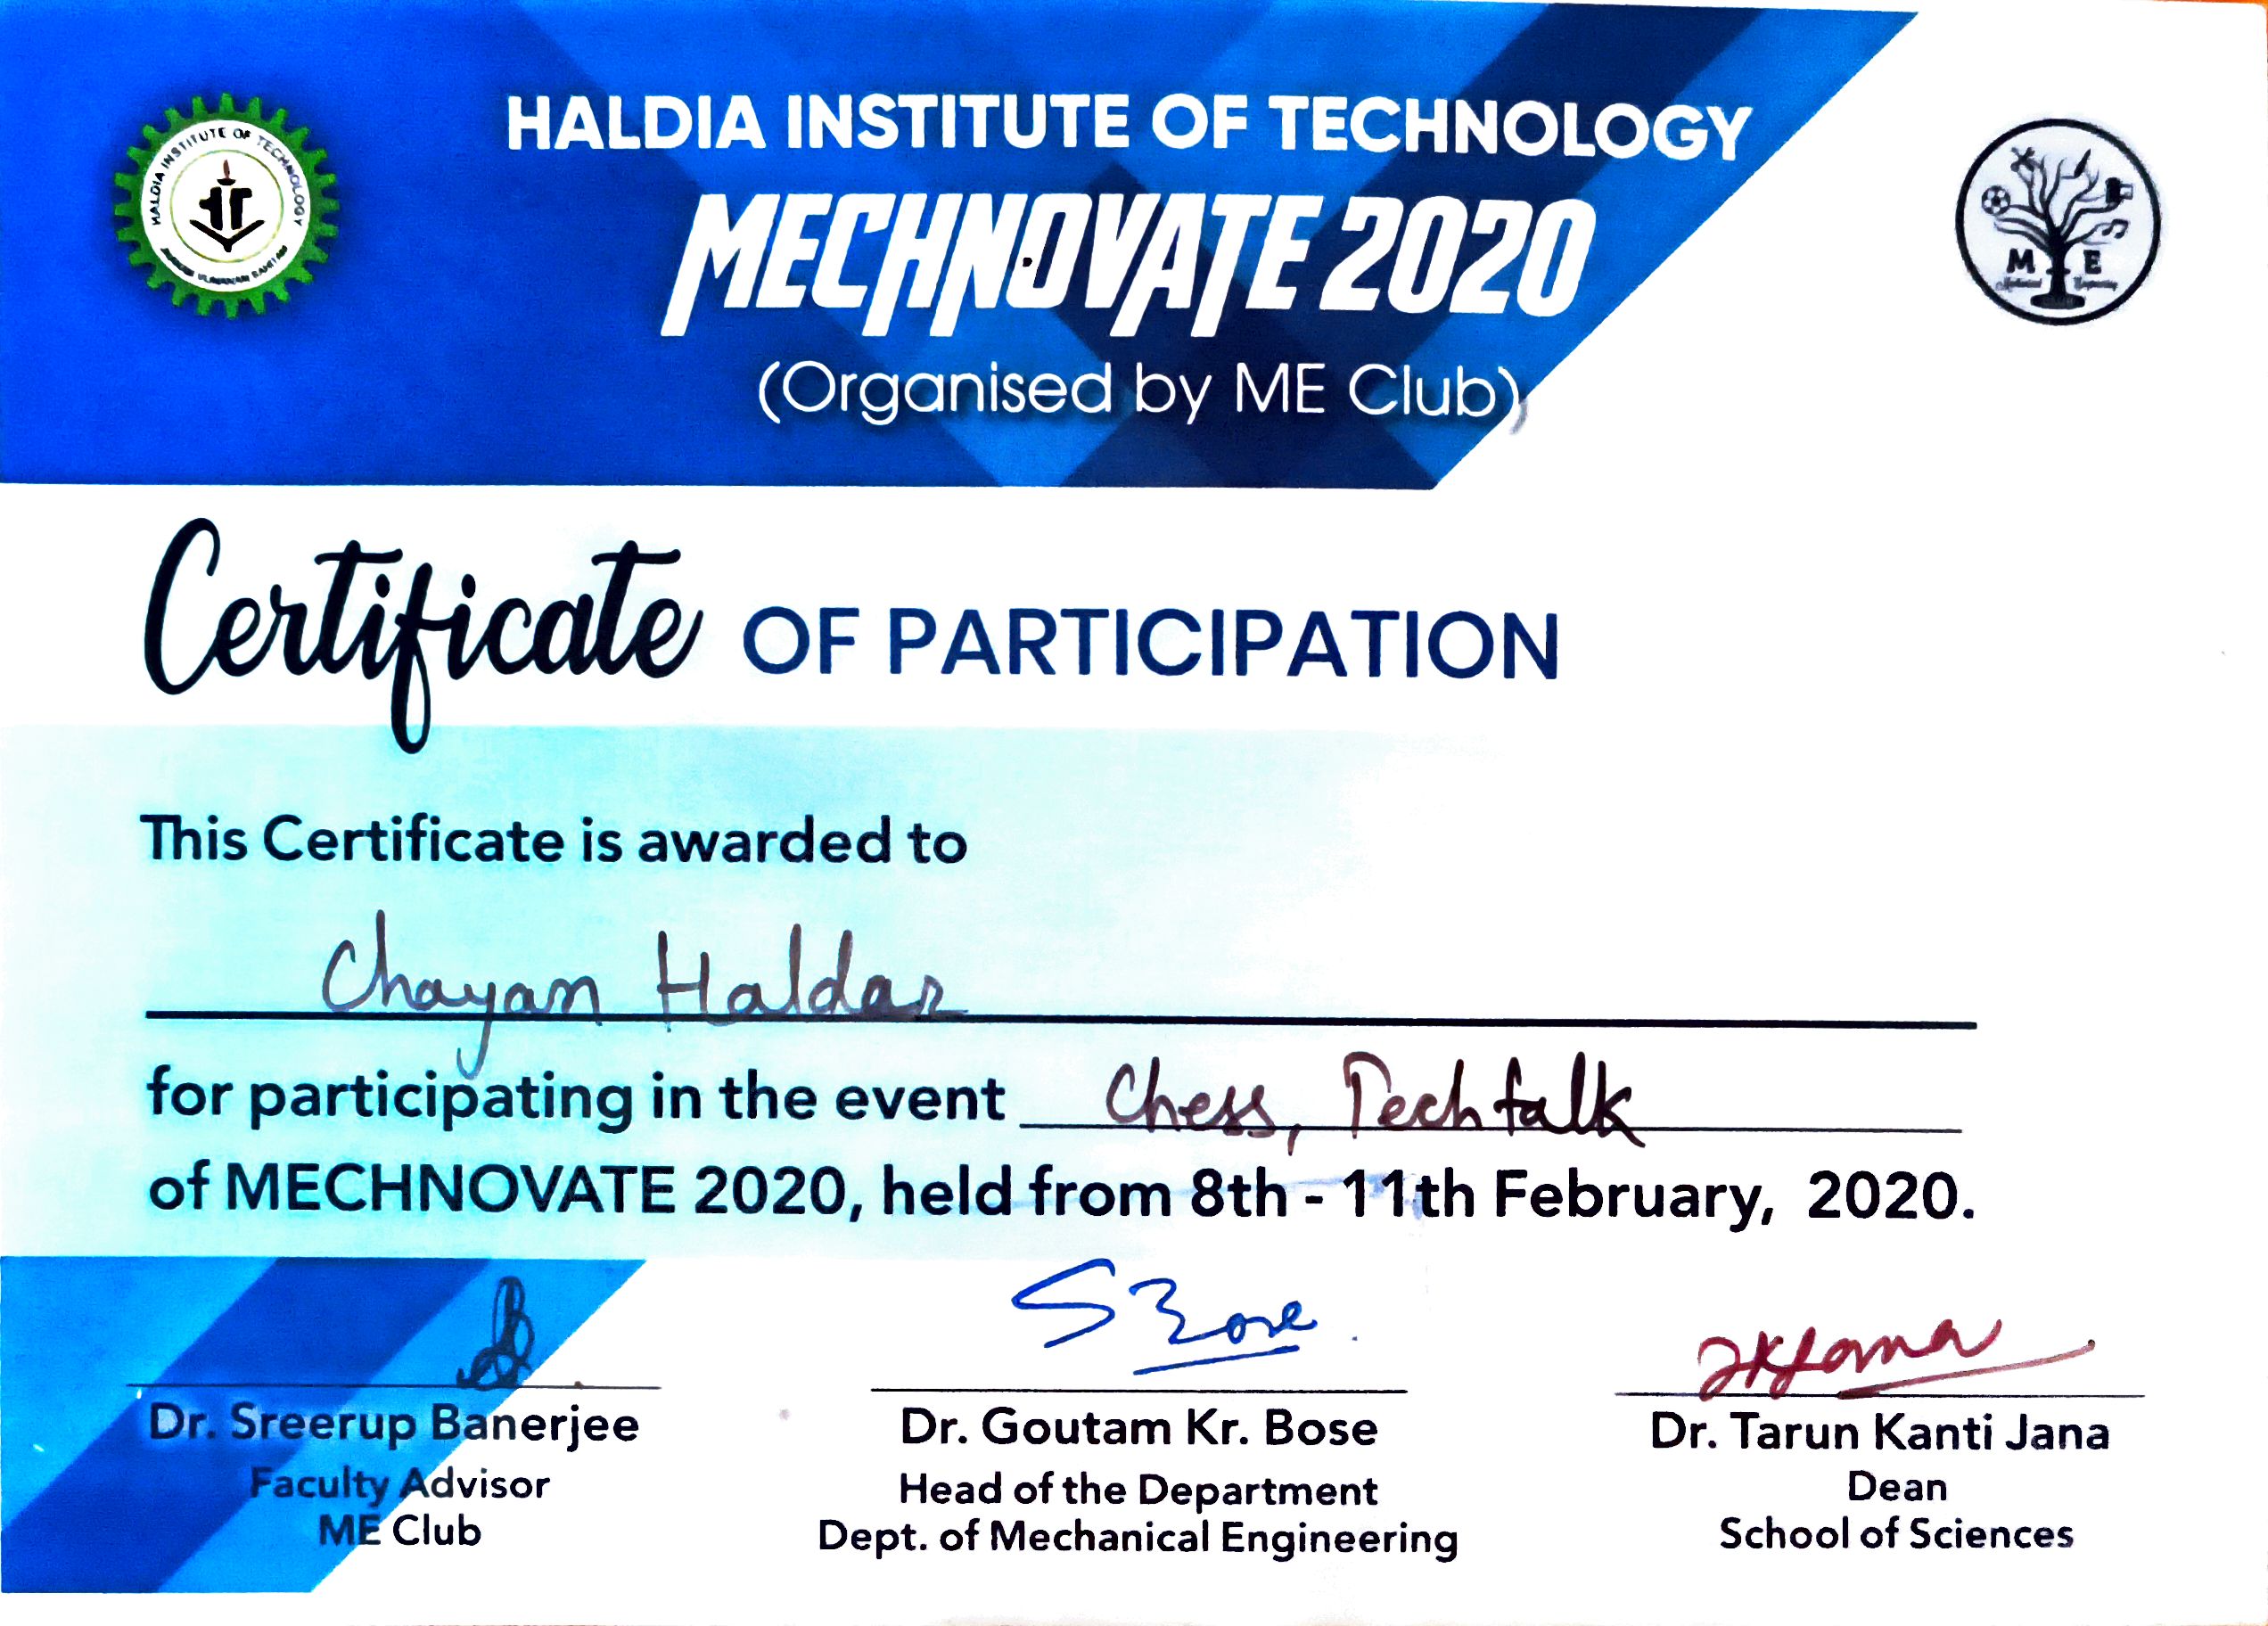 HALDIA INSTITUTE OF TECHNOLOGY
HALDIA INSTITUTE OF TECHNOLOGY
MECHNOVATE 2020
M E
(Organised by ME Club)
Certificate OF PARTICIPATION
This Certificate is awarded to
Chayan Haldar
for participating in the event Chess, Tech talk
of MECHNOVATE 2020, held from 8th - 11th February, 2020.
S Bose
TKJana
Dr. Sreerup Banerjee
Faculty Advisor
ME Club
Dr. Goutam Kr. Bose
Head of the Department
Dept. of Mechanical Engineering
Dr. Tarun Kanti Jana
Dean
School of Sciences